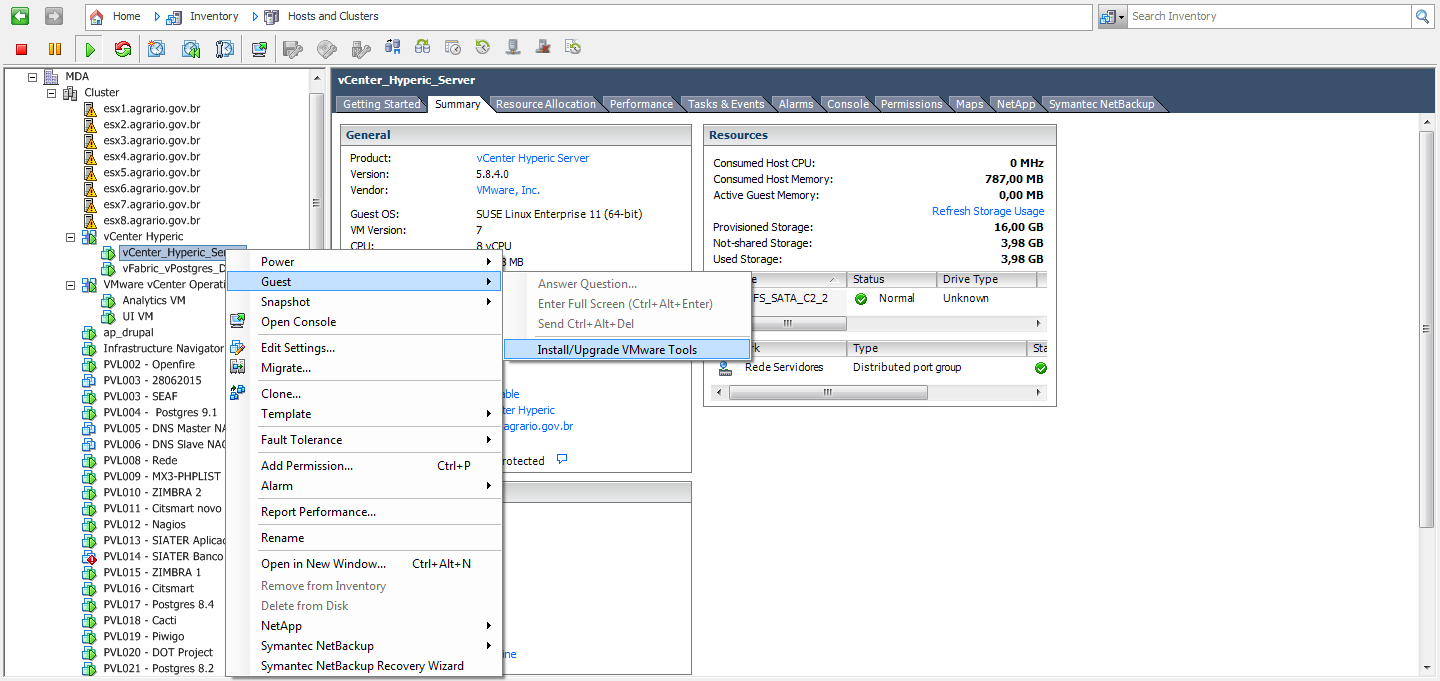 Home Inventory Hosts and Clusters
Search Inventory
MDA
Cluster
esx1.agrario.gov.br
esx2.agrario.gov.br
esx3.agrario.gov.br
esx4.agrario.gov.br
esx5.agrario.gov.br
esx6.agrario.gov.br
esx7.agrario.gov.br
esx8.agrario.gov.br
vCenter Hyperic
vCenter_Hyperic_Ser
vFabric_vPostgres_D
VMware vCenter Operati
Analytics VM
UI VM
ap_drupal
Infrastructure Navigator
PVL002 - Openfire
PVL003 - 28062015
PVL003 - SEAF
PVL004 - Postgres 9.1
PVL005 - DNS Master NA
PVL006 - DNS Slave NAC
PVL008 - Rede
PVL009 - MX3-PHPLIST
PVL010 - ZIMBRA 2
PVL011 - Citsmart novo
PVL012 - Nagios
PVL013 - SIATER Aplicac
PVL014 - SIATER Banco
PVL015 - ZIMBRA 1
PVL016 - Citsmart
PVL017 - Postgres 8.4
PVL018 - Cacti
PVL019 - Piwigo
PVL020 - DOT Project
PVL021 - Postgres 8.2
Power
Guest
Snapshot
Open Console
Edit Settings...
Migrate...
Clone...
Template
Fault Tolerance
Add Permission... Ctrl+P
Alarm
Report Performance...
Rename
Open in New Window... Ctrl+Alt+N
Remove from Inventory
Delete from Disk
NetApp
Symantec NetBackup
Symantec NetBackup Recovery Wizard
Answer Question...
Enter Full Screen (Ctrl+Alt+Enter)
Send Ctrl+Alt+Del
Install/Upgrade VMware Tools
vCenter_Hyperic_Server
Getting Started Summary Resource Allocation Performance Tasks & Events Alarms Console Permissions Maps NetApp Symantec NetBackup
General
Product: vCenter Hyperic Server
Version: 5.8.4.0
Vendor: VMware, Inc.
Guest OS: SUSE Linux Enterprise 11 (64-bit)
VM Version: 7
CPU: 8 vCPU
MB
able
ter Hyperic
agrario.gov.br
rotected
ine
Resources
Consumed Host CPU: 0 MHz
Consumed Host Memory: 787,00 MB
Active Guest Memory: 0,00 MB
Refresh Storage Usage
Provisioned Storage: 16,00 GB
Not-shared Storage: 3,98 GB
Used Storage: 3,98 GB
Status Drive Type
FS_SATA_C2_2 Normal Unknown
rk Type Sta
Rede Servidores Distributed port group